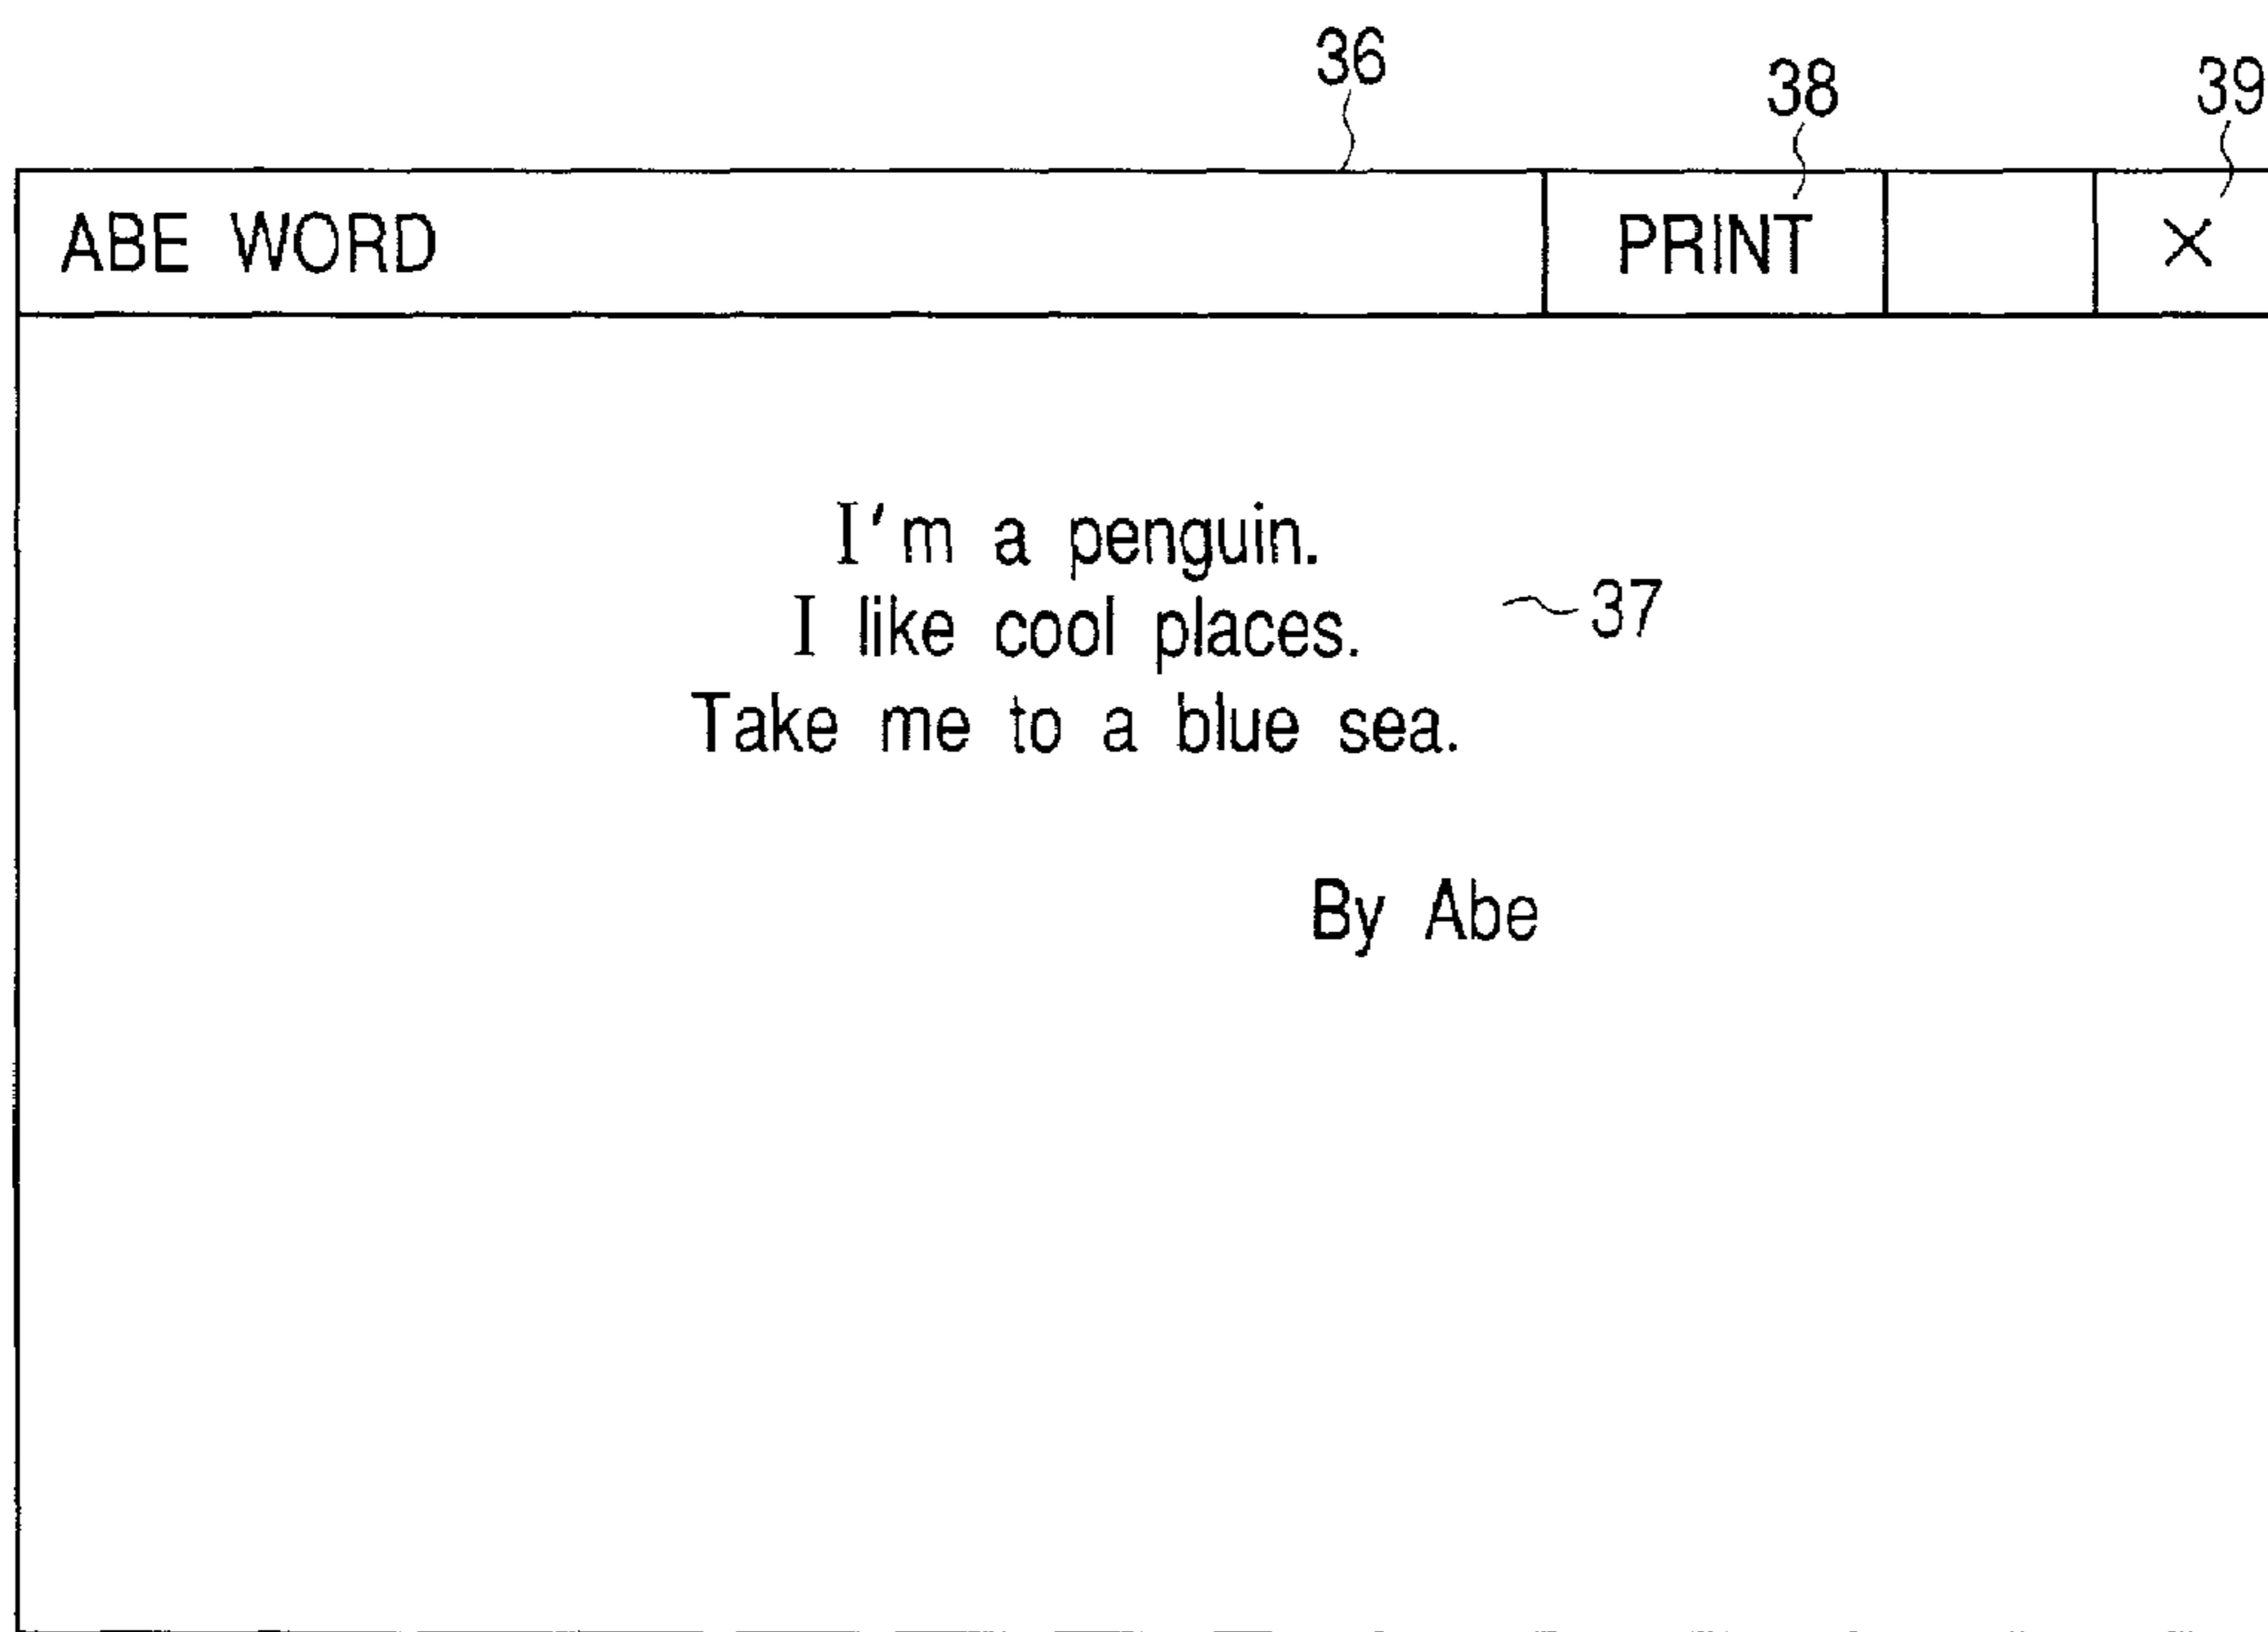 36
38
39
ABE WORD PRINT X
I'm a penguin.
I like cool places.
37
Take me to a blue sea.
By Abe